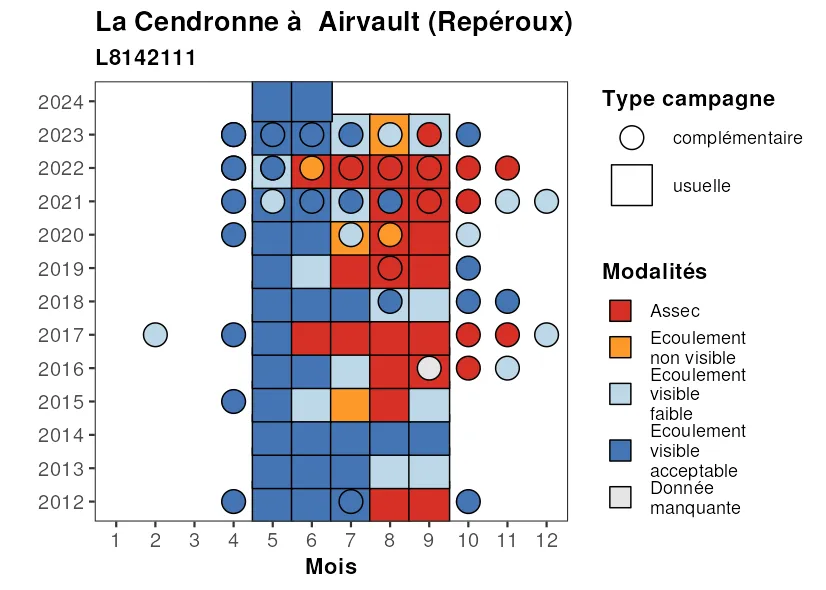 La Cendronne à  Airvault (Repéroux)
L8142111
2024
2023
2022
2021
2020
2019
2018
2017
2016
2015
2014
2013
2012
1 2 3 4 5 6 7 8 9 10 11 12
Mois
Type campagne
complémentaire
usuelle
Modalités
Assec
Ecoulement
non visible
Ecoulement
visible
faible
Ecoulement
visible
acceptable
Donnée
manquante